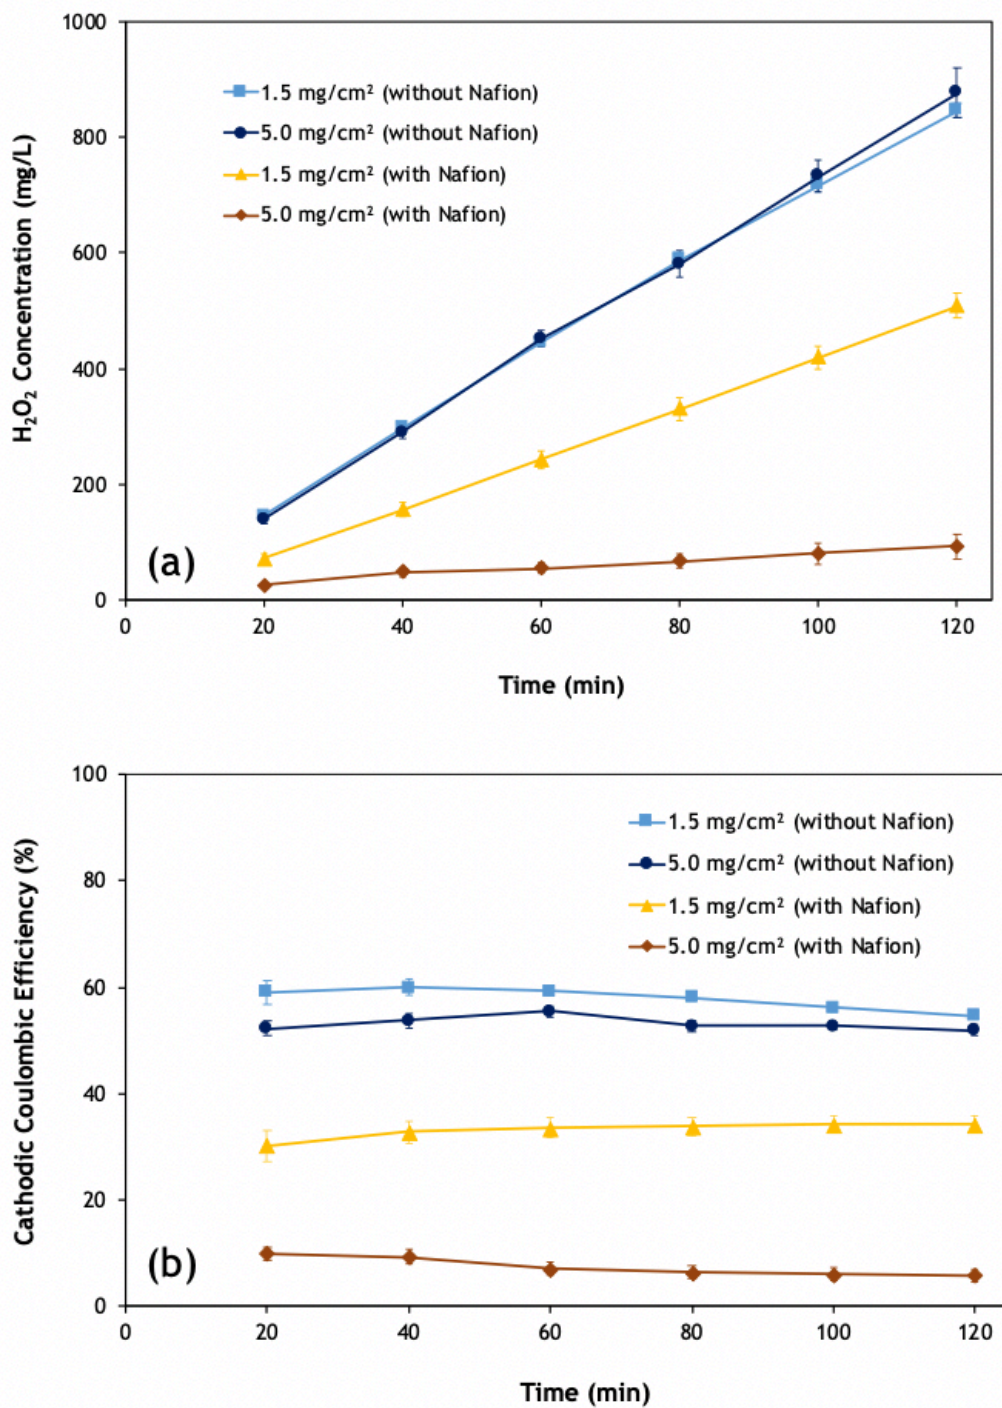 1000
800
600
400
200
0
H₂O₂ Concentration (mg/L)
1.5 mg/cm² (without Nafion)
5.0 mg/cm² (without Nafion)
1.5 mg/cm² (with Nafion)
5.0 mg/cm² (with Nafion)
(a)
0 20 40 60 80 100 120
Time (min)
100
80
60
40
20
0
Cathodic Coulombic Efficiency (%)
1.5 mg/cm² (without Nafion)
5.0 mg/cm² (without Nafion)
1.5 mg/cm² (with Nafion)
5.0 mg/cm² (with Nafion)
(b)
0 20 40 60 80 100 120
Time (min)